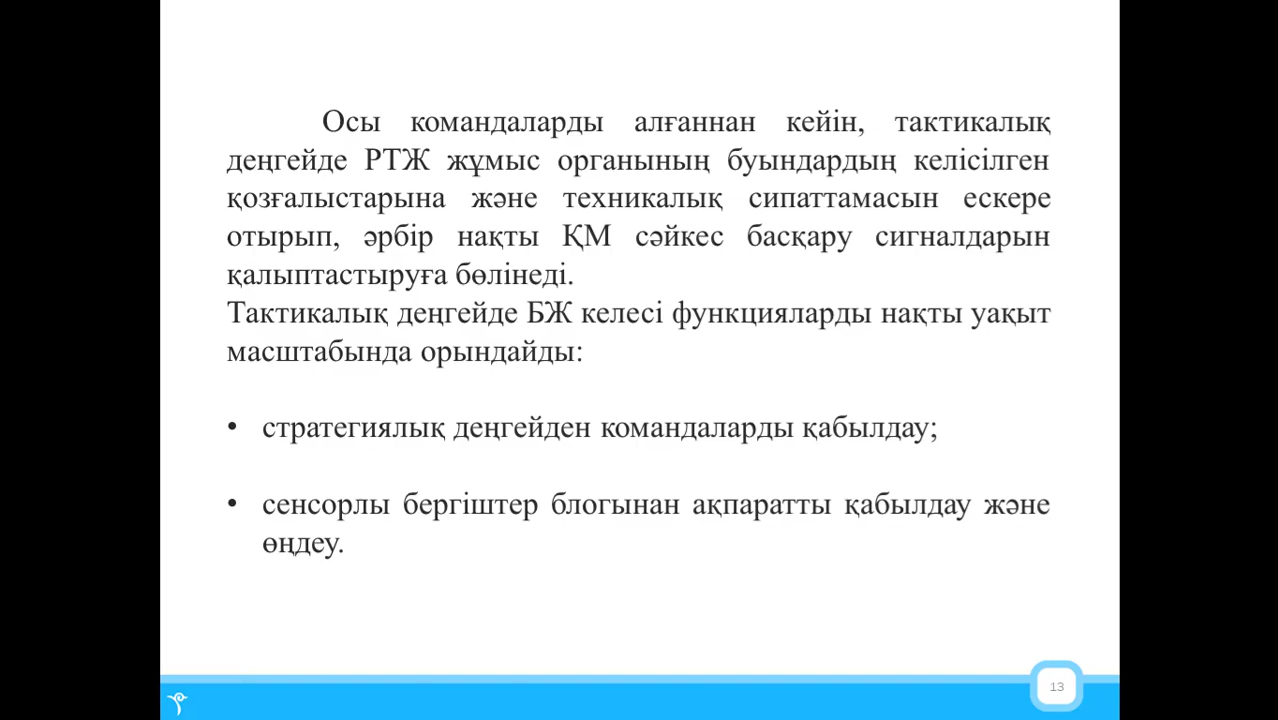 Осы командаларды алғаннан кейін, тактикалық
деңгейде РТЖ жұмыс органының буындардың келісілген
қозғалыстарына және техникалық сипаттамасын ескере
отырып, әрбір нақты ҚМ сәйкес басқару сигналдарын
қалыптастыруға бөлінеді.
Тактикалық деңгейде БЖ келесі функцияларды нақты уақыт
масштабында орындайды:
• стратегиялық деңгейден командаларды қабылдау;
• сенсорлы бергіштер блогынан ақпаратты қабылдау және
өңдеу.
13